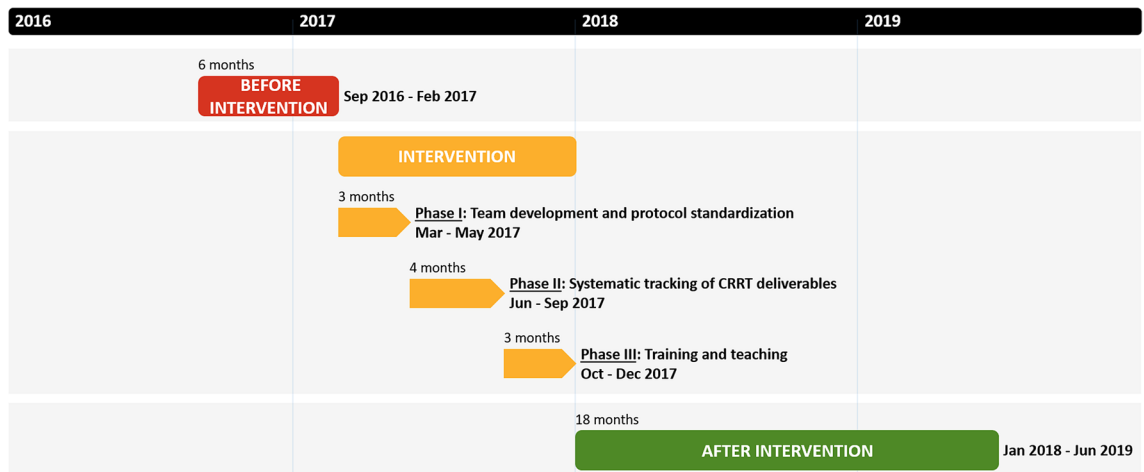 2016 2017 2018 2019
6 months
BEFORE
INTERVENTION
Sep 2016 - Feb 2017
INTERVENTION
3 months
Phase I: Team development and protocol standardization
Mar - May 2017
4 months
Phase II: Systematic tracking of CRRT deliverables
Jun - Sep 2017
3 months
Phase III: Training and teaching
Oct - Dec 2017
18 months
AFTER INTERVENTION
Jan 2018 - Jun 2019